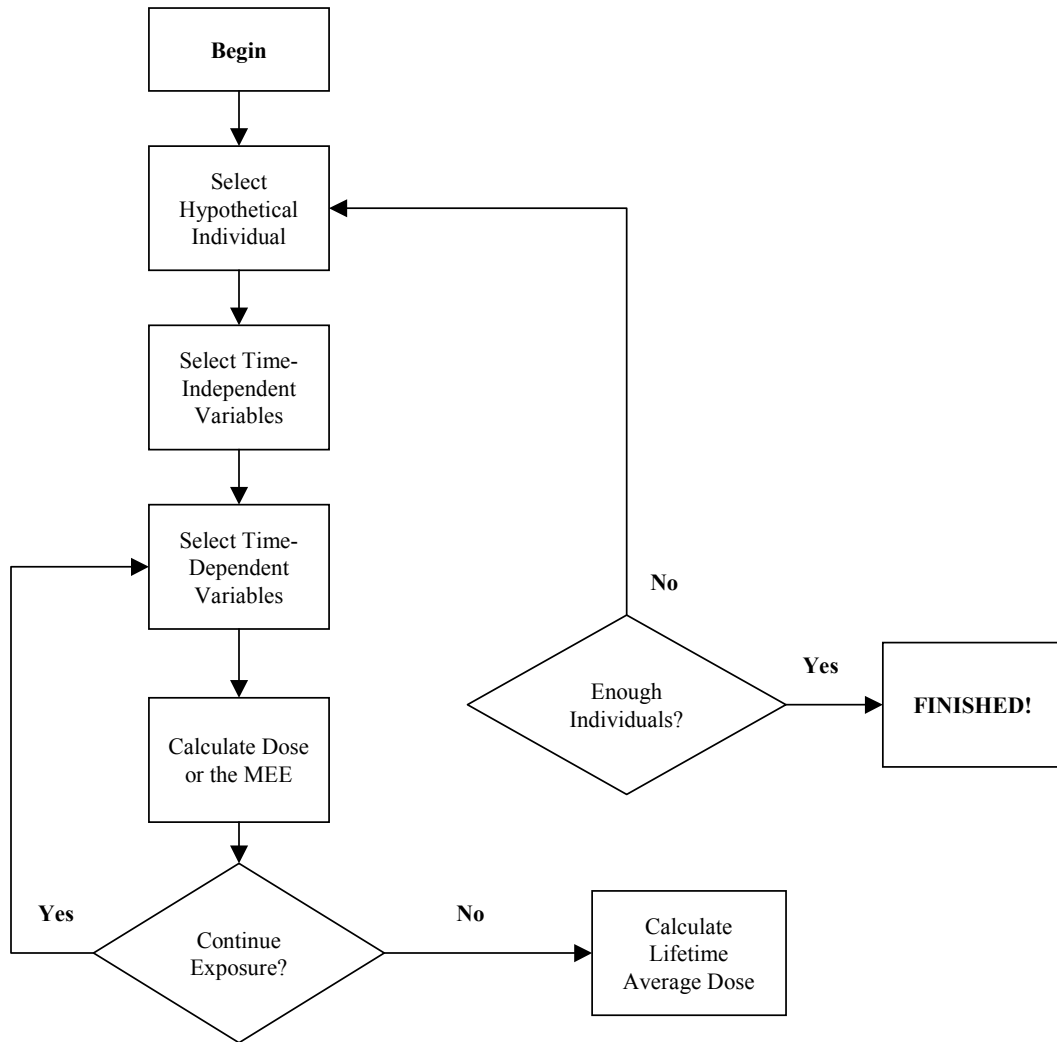 Begin
Select
Hypothetical
Individual
Select Time-
Independent
Variables
Select Time-
Dependent
Variables
No
Yes
Enough
Individuals?
FINISHED!
Calculate Dose
or the MEE
Yes
No
Continue
Exposure?
Calculate
Lifetime
Average Dose